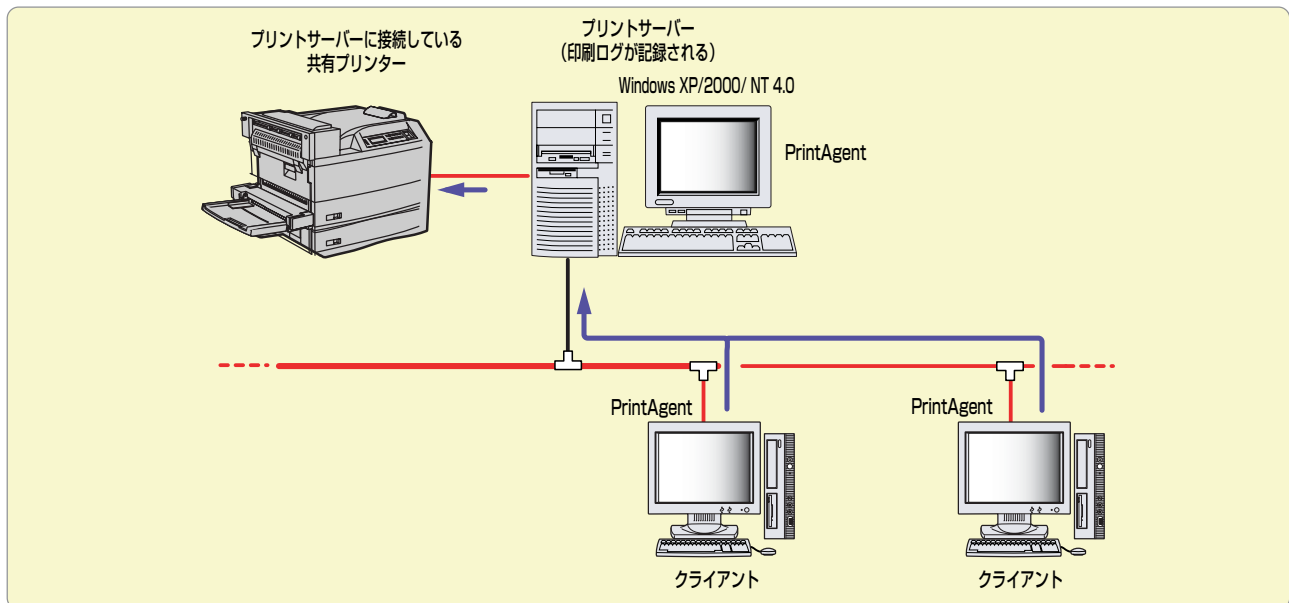 プリントサーバーに接続している
共有プリンター
プリントサーバー
(印刷ログが記録される)
Windows XP/2000/ NT 4.0
PrintAgent
PrintAgent
PrintAgent
クライアント
クライアント